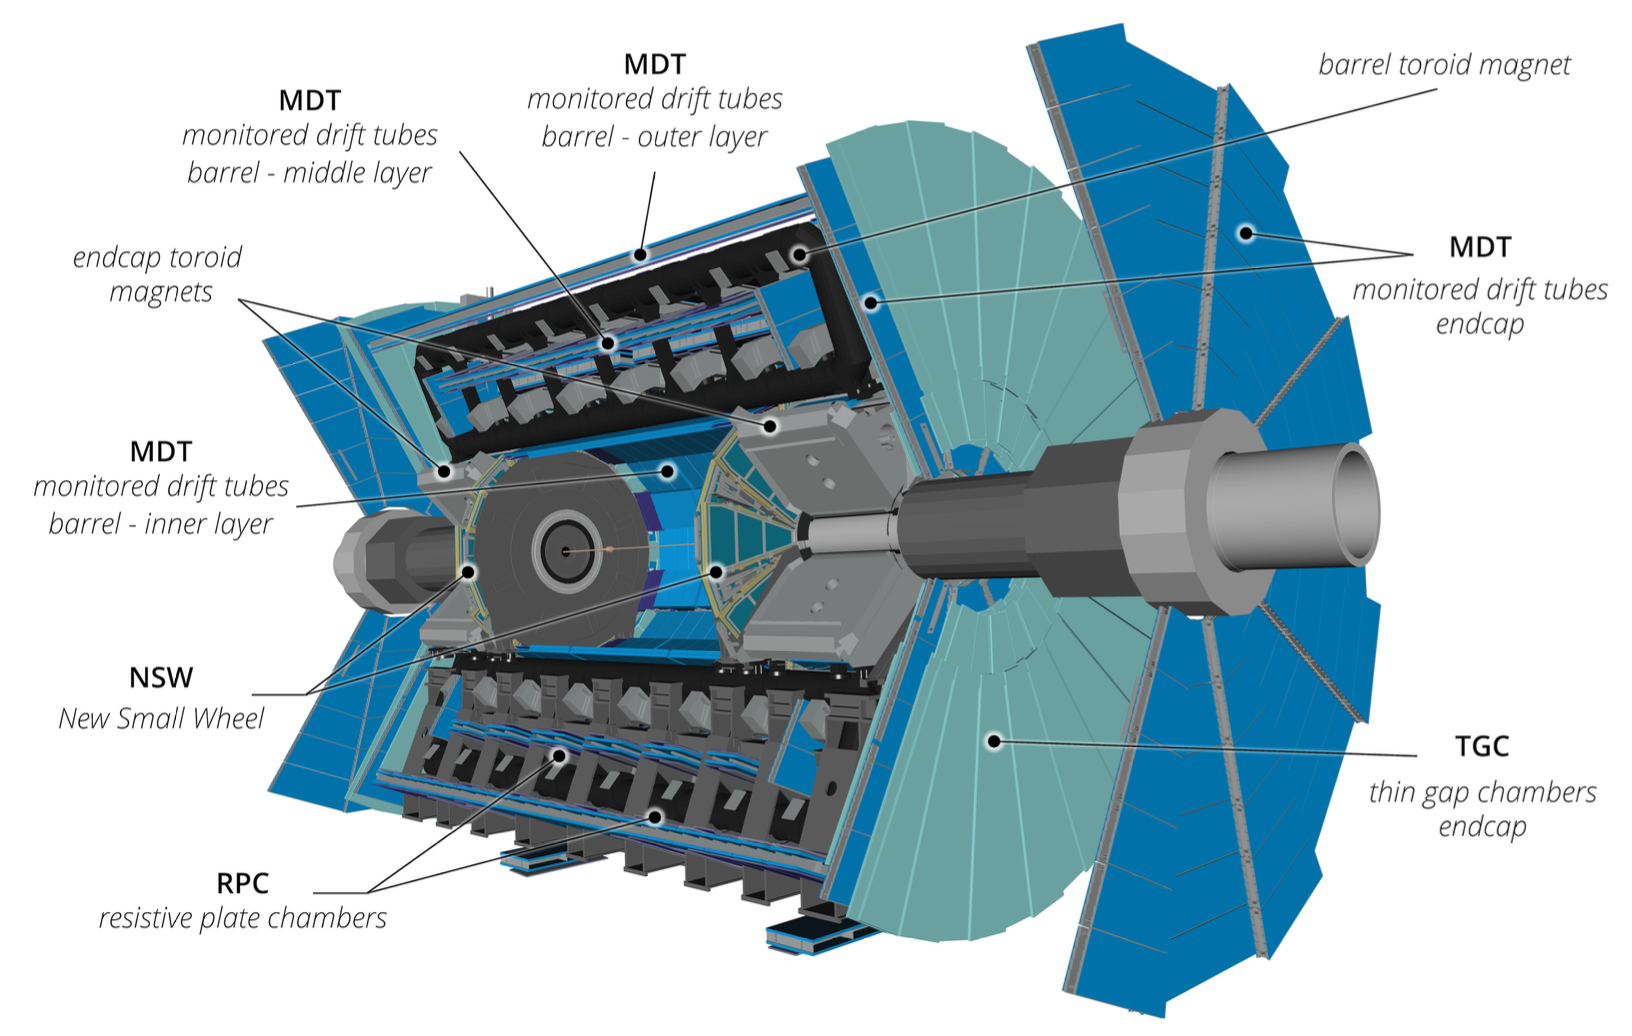 MDT
monitored drift tubes
barrel - outer layer
barrel toroid magnet
MDT
monitored drift tubes
barrel - middle layer
endcap toroid
magnets
MDT
monitored drift tubes
endcap
MDT
monitored drift tubes
barrel - inner layer
NSW
New Small Wheel
TGC
thin gap chambers
endcap
RPC
resistive plate chambers